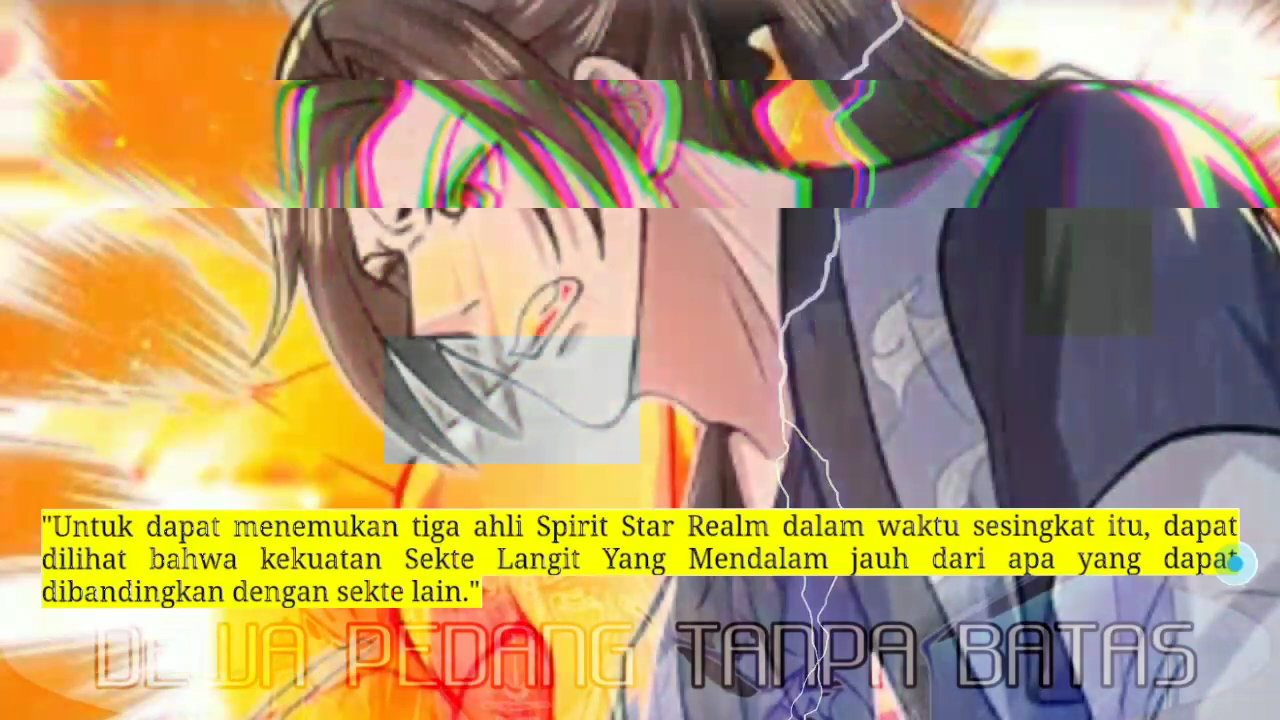 "Untuk dapat menemukan tiga ahli Spirit Star Realm dalam waktu sesingkat itu, dapat
dilihat bahwa kekuatan Sekte Langit Yang Mendalam jauh dari apa yang dapat
dibandingkan dengan sekte lain."
DEWA PEDANG TANPA BATAS